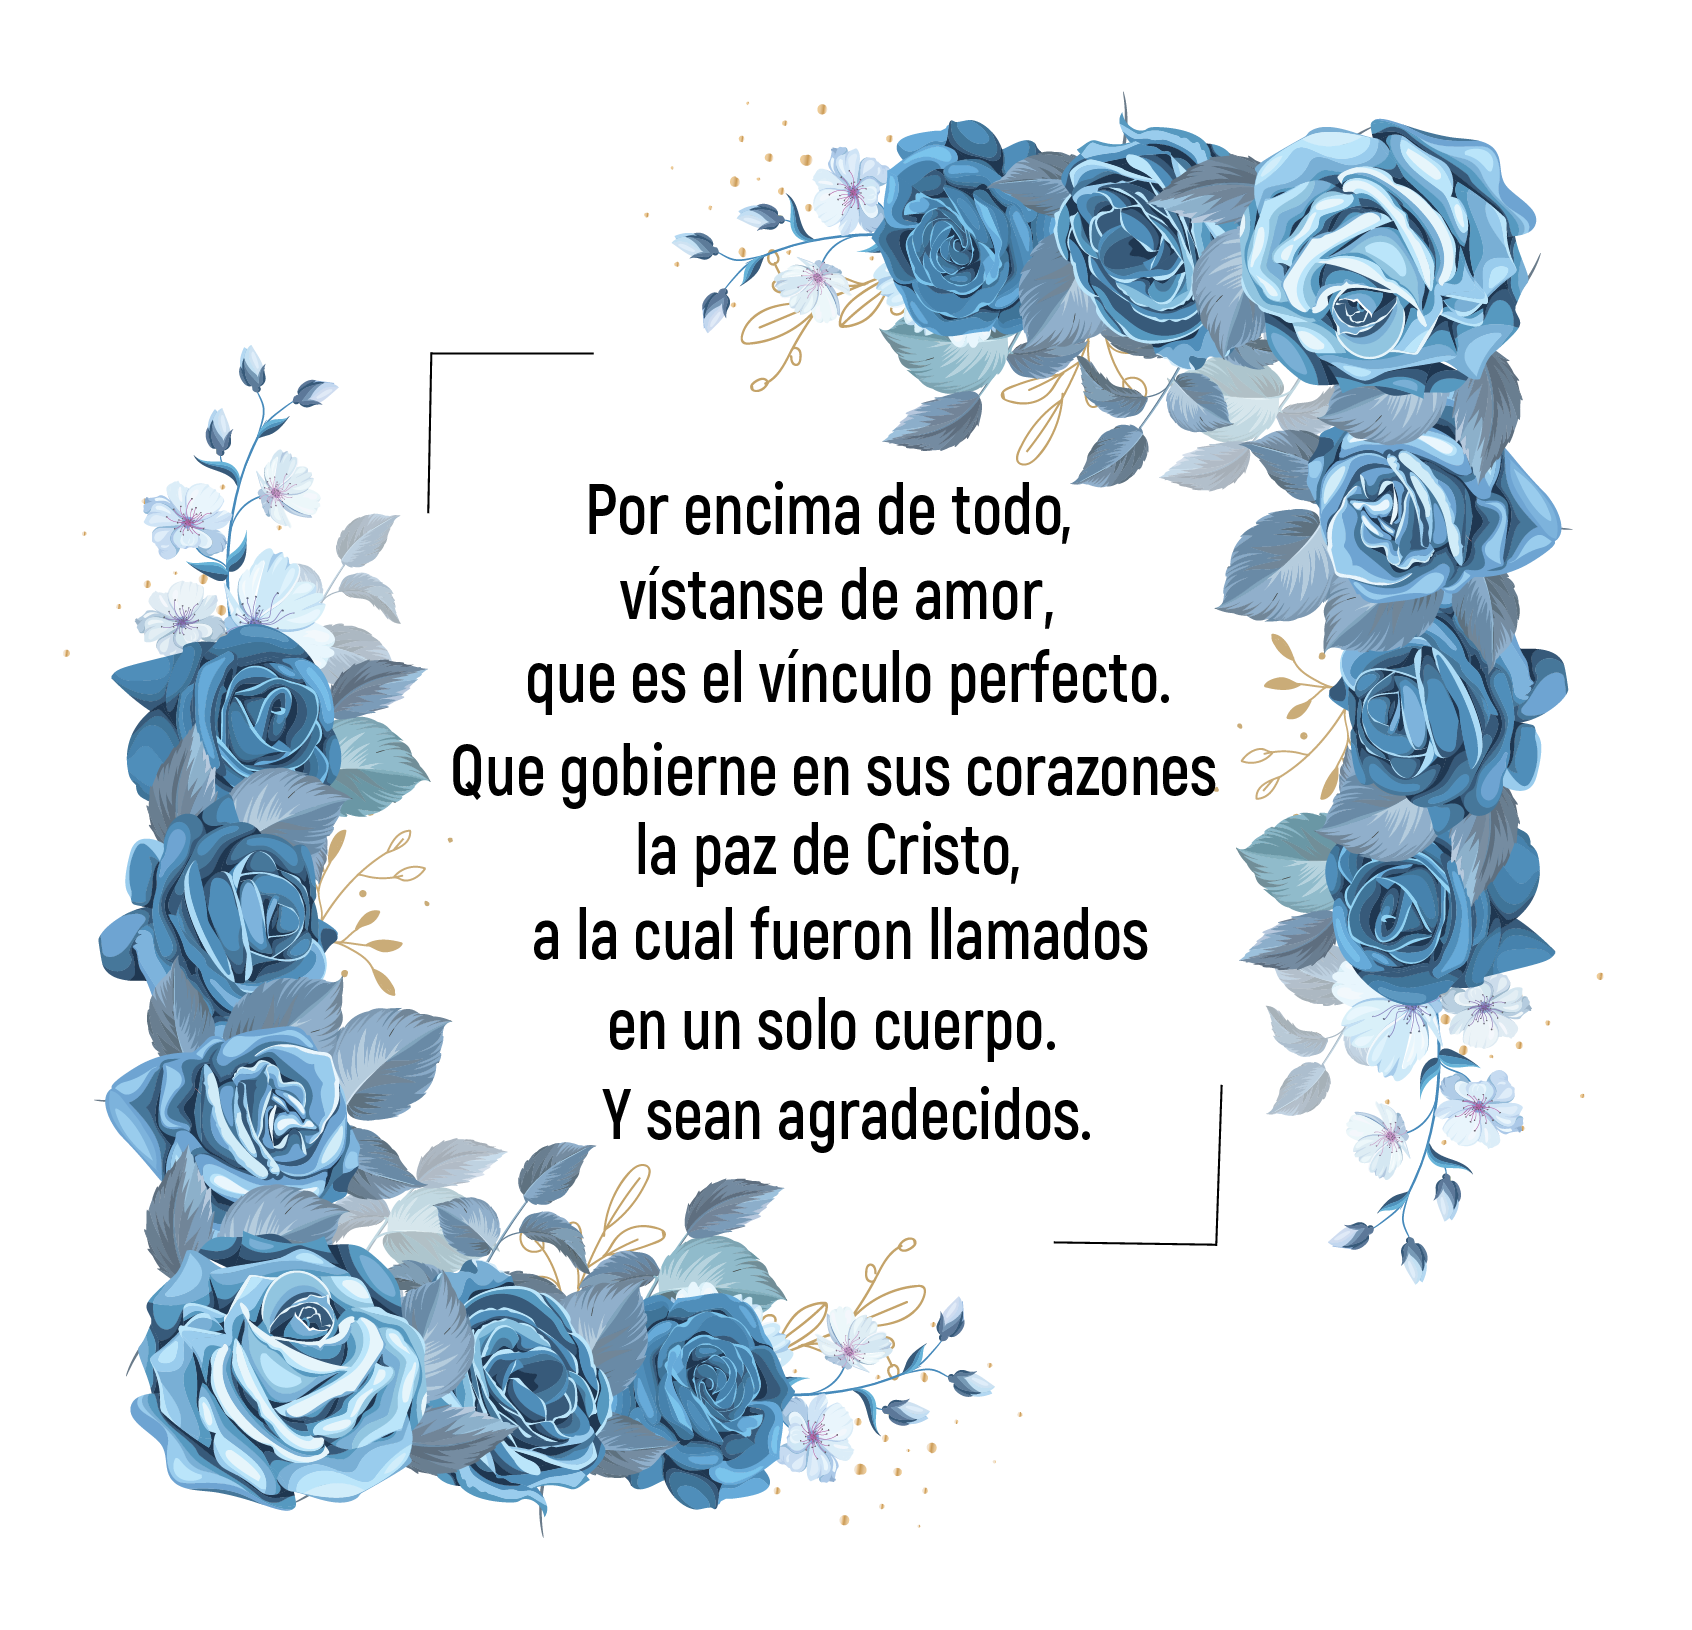 Por encima de todo,
vístanse de amor,
que es el vínculo perfecto.
Que gobierne en sus corazones
la paz de Cristo,
a la cual fueron llamados
en un solo cuerpo.
Y sean agradecidos.